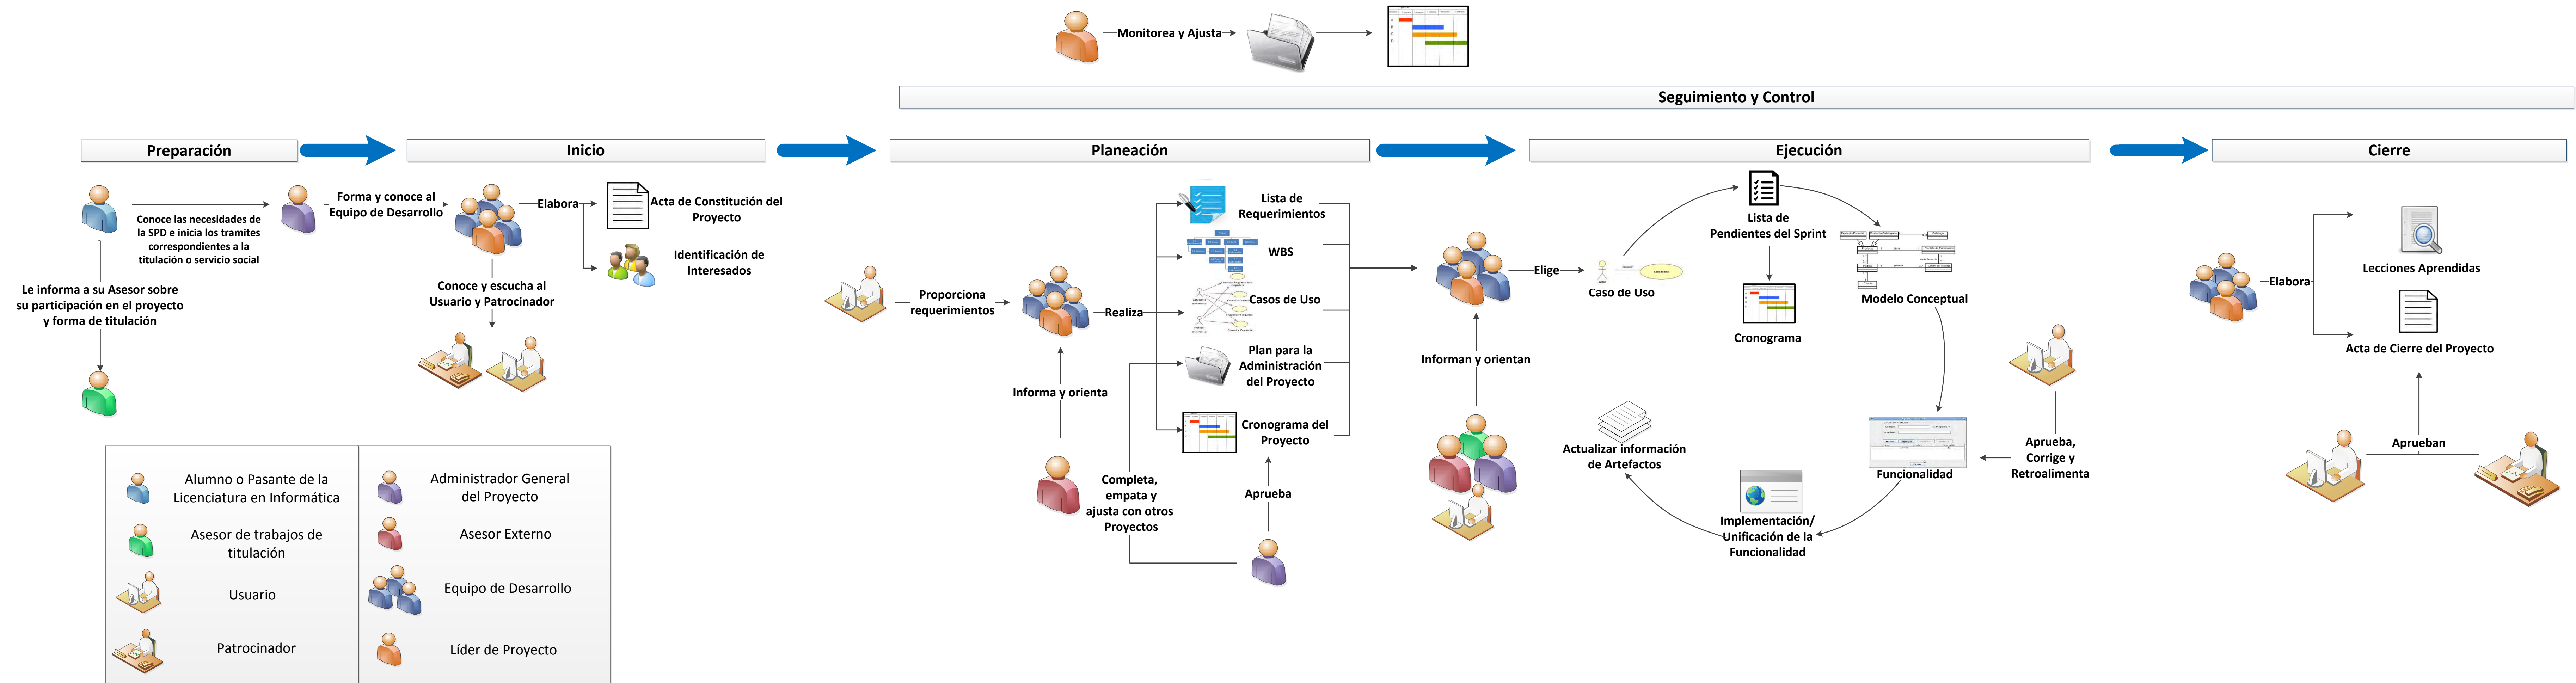 Monitorea y Ajusta
Seguimiento y Control
Preparación
Inicio
Planeación
Ejecución
Cierre
Conoce las necesidades de
la SPD e inicia los tramites
correspondientes a la
titulación o servicio social
Le informa a su Asesor sobre
su participación en el proyecto
y forma de titulación
Forma y conoce al
Equipo de Desarrollo
Elabora
Acta de Constitución del
Proyecto
Identificación de
Interesados
Conoce y escucha al
Usuario y Patrocinador
Proporciona
requerimientos
Informa y orienta
Realiza
Lista de
Requerimientos
WBS
Casos de Uso
Plan para la
Administración
del Proyecto
Cronograma del
Proyecto
Completa,
empata y
ajusta con otros
Proyectos
Aprueba
Informan y orientan
Elige
Caso de Uso
Lista de
Pendientes del Sprint
Cronograma
Modelo Conceptual
Funcionalidad
Aprueba,
Corrige y
Retroalimenta
Implementación/
Unificación de la
Funcionalidad
Actualizar información
de Artefactos
Elabora
Lecciones Aprendidas
Acta de Cierre del Proyecto
Aprueban
Alumno o Pasante de la
Licenciatura en Informática
Asesor de trabajos de
titulación
Usuario
Patrocinador
Administrador General
del Proyecto
Asesor Externo
Equipo de Desarrollo
Líder de Proyecto